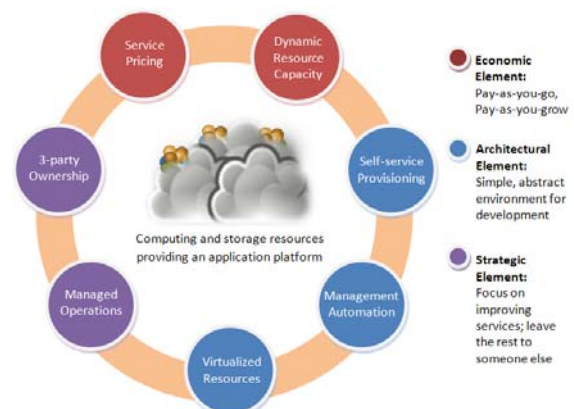 Service
Pricing
Dynamic
Resource
Capacity
3-party
Ownership
Self-service
Provisioning
Computing and storage resources
providing an application platform
Managed
Operations
Management
Automation
Virtualized
Resources
Economic
Element:
Pay-as-you-go,
Pay-as-you-grow
Architectural
Element:
Simple, abstract
environment for
development
Strategic
Element:
Focus on
improving
services; leave
the rest to
someone else